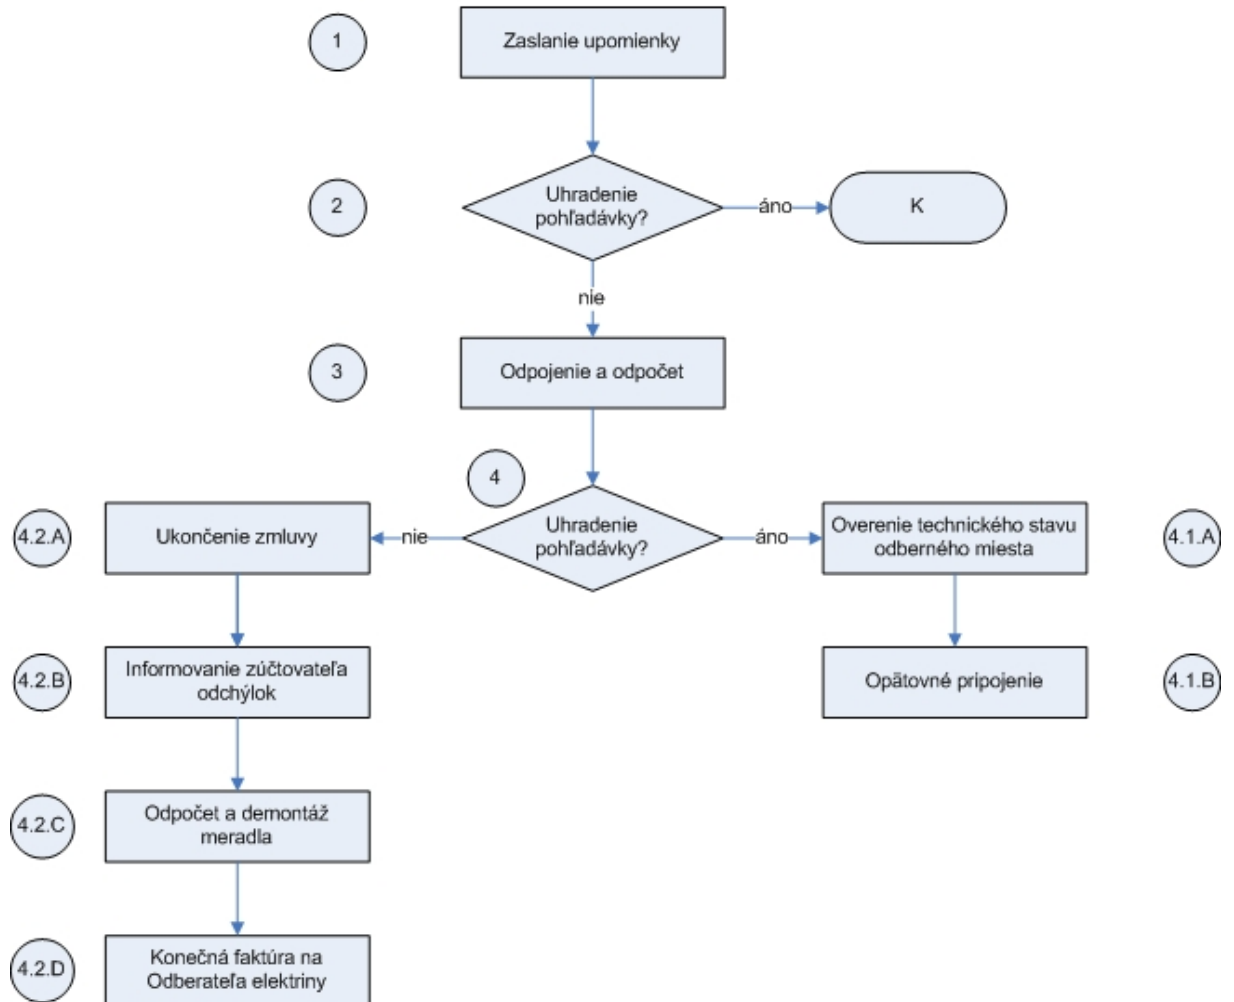 1
Zaslanie upomienky
2
Uhradenie
pohľadávky?
áno
K
nie
3
Odpojenie a odpočet
4
4.2.A
Ukončenie zmluvy
nie
Uhradenie
pohľadávky?
áno
Overenie technického stavu
odberného miesta
4.1.A
4.2.B
Informovanie zúčtovateľa
odchýlok
Opätovné pripojenie
4.1.B
4.2.C
Odpočet a demontáž
meradla
4.2.D
Konečná faktúra na
Odberateľa elektriny